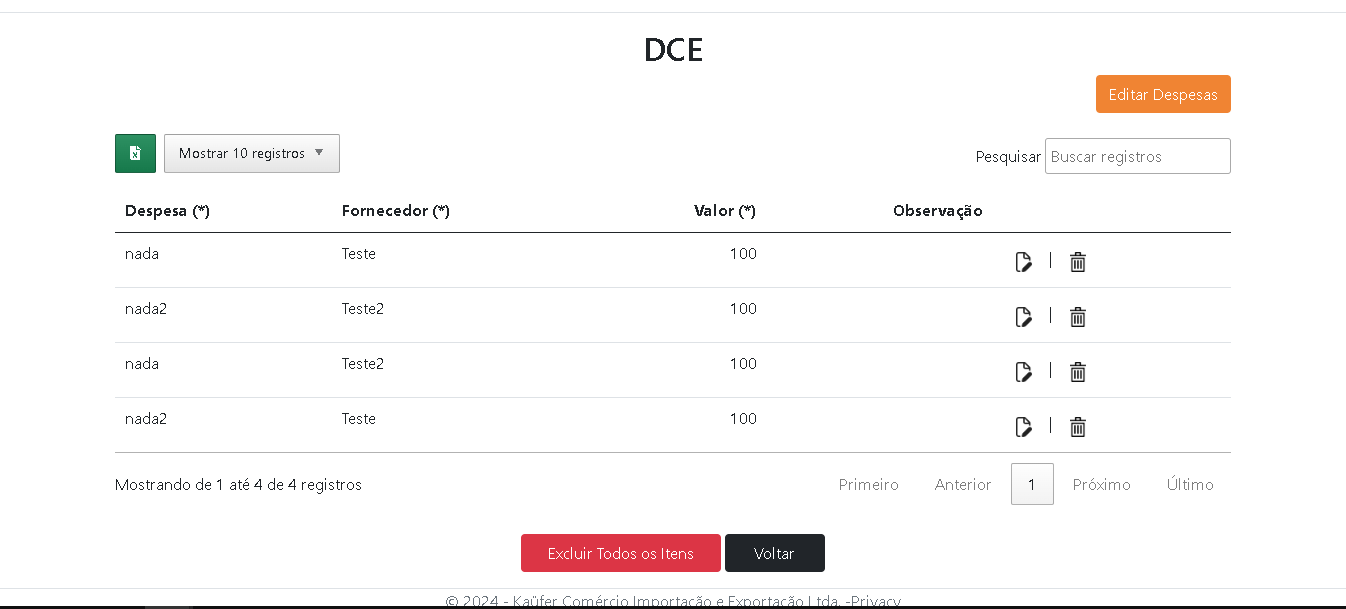 DCE
Editar Despesas
Mostrar 10 registros
Pesquisar Buscar registros
Despesa (*) Fornecedor (*) Valor (*) Observação
nada Teste 100 |
nada2 Teste2 100 |
nada Teste2 100 |
nada2 Teste 100 |
Mostrando de 1 até 4 de 4 registros Primeiro Anterior 1 Próximo Último
Excluir Todos os Itens Voltar
© 2024 - Kaüfer Comércio Importação e Exportação Ltda. -Privacy